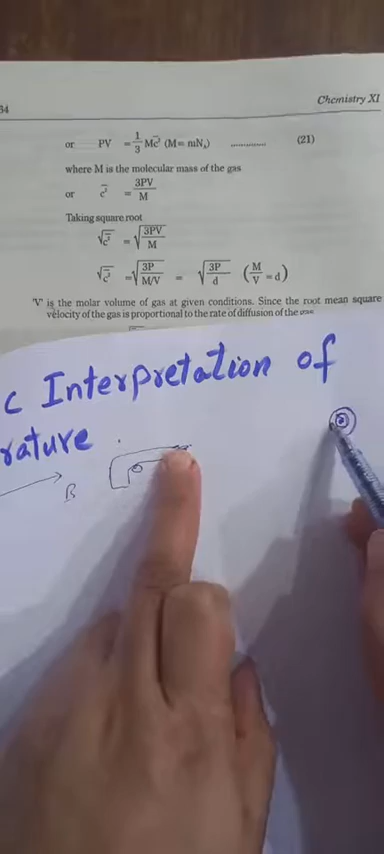 34
Chemistry XI
or PV = 1/3 Mc̄² (M= mNₐ) .............. (21)
where M is the molecular mass of the gas
or c̄² = 3PV/M
Taking square root
√c̄² = √(3PV/M)
√c̄² = √(3P/(M/V)) = √(3P/d) (M/V = d)
'V' is the molar volume of gas at given conditions. Since the root mean square
velocity of the gas is proportional to the rate of diffusion of the gas
c Interpretation of
rature
B